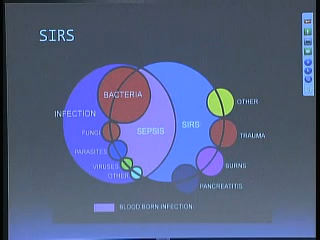 SIRS
BACTERIA
OTHER
INFECTION
FUNGI
SEPSIS
SIRS
TRAUMA
PARASITES
VIRUSES
BURNS
OTHER
PANCREATITIS
BLOOD BORN INFECTION